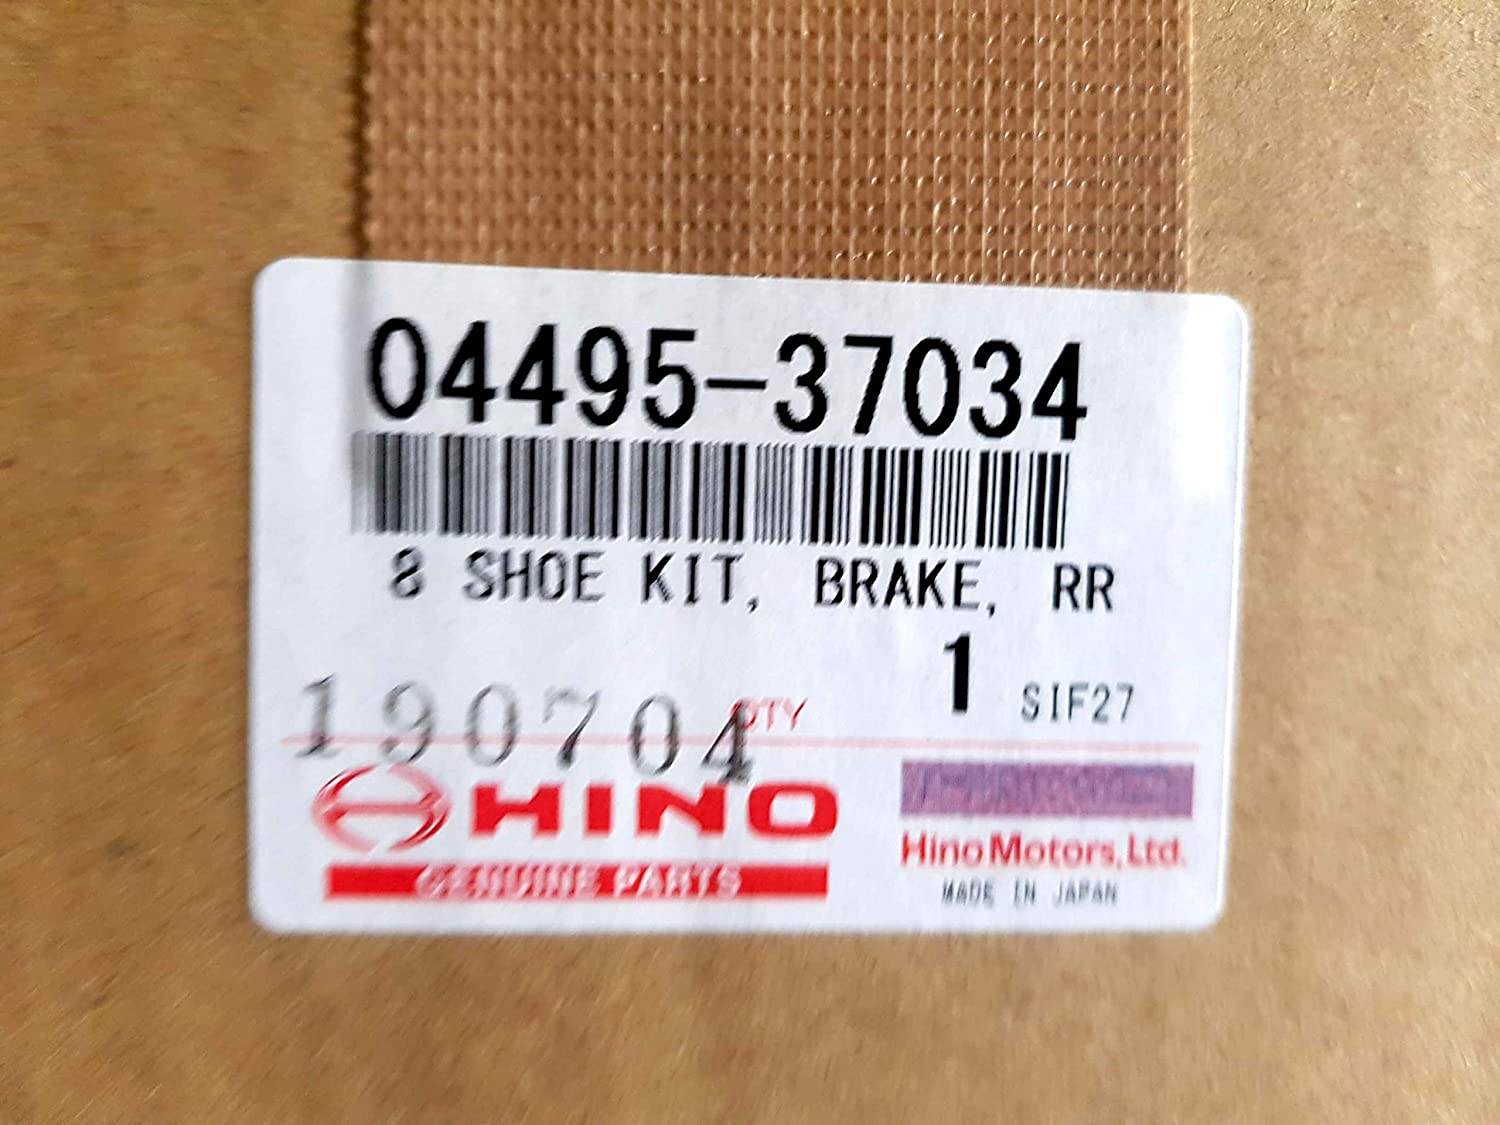 04495-37034
8 SHOE KIT, BRAKE, RR
1 SIF27
190704 QTY
HINO
GENUINE PARTS
Hino Motors, Ltd.
MADE IN JAPAN